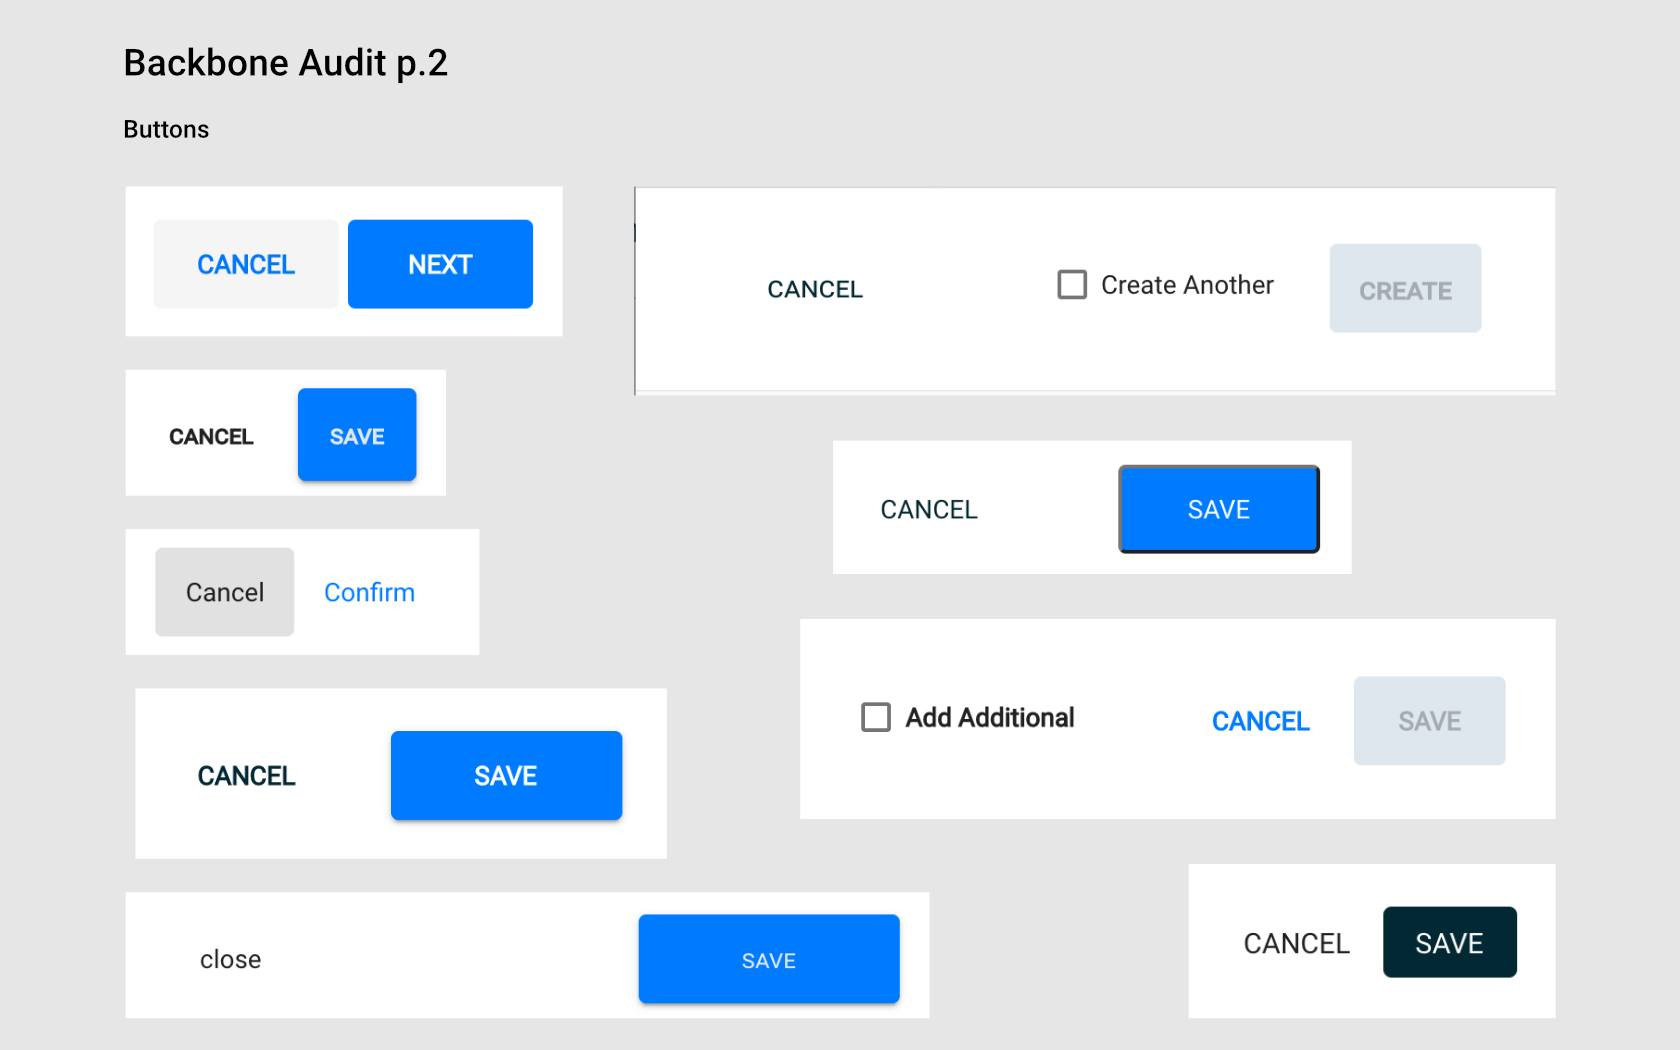 Backbone Audit p.2
Buttons
CANCEL NEXT
CANCEL Create Another CREATE
CANCEL SAVE
CANCEL SAVE
Cancel Confirm
Add Additional CANCEL SAVE
CANCEL SAVE
close SAVE
CANCEL SAVE